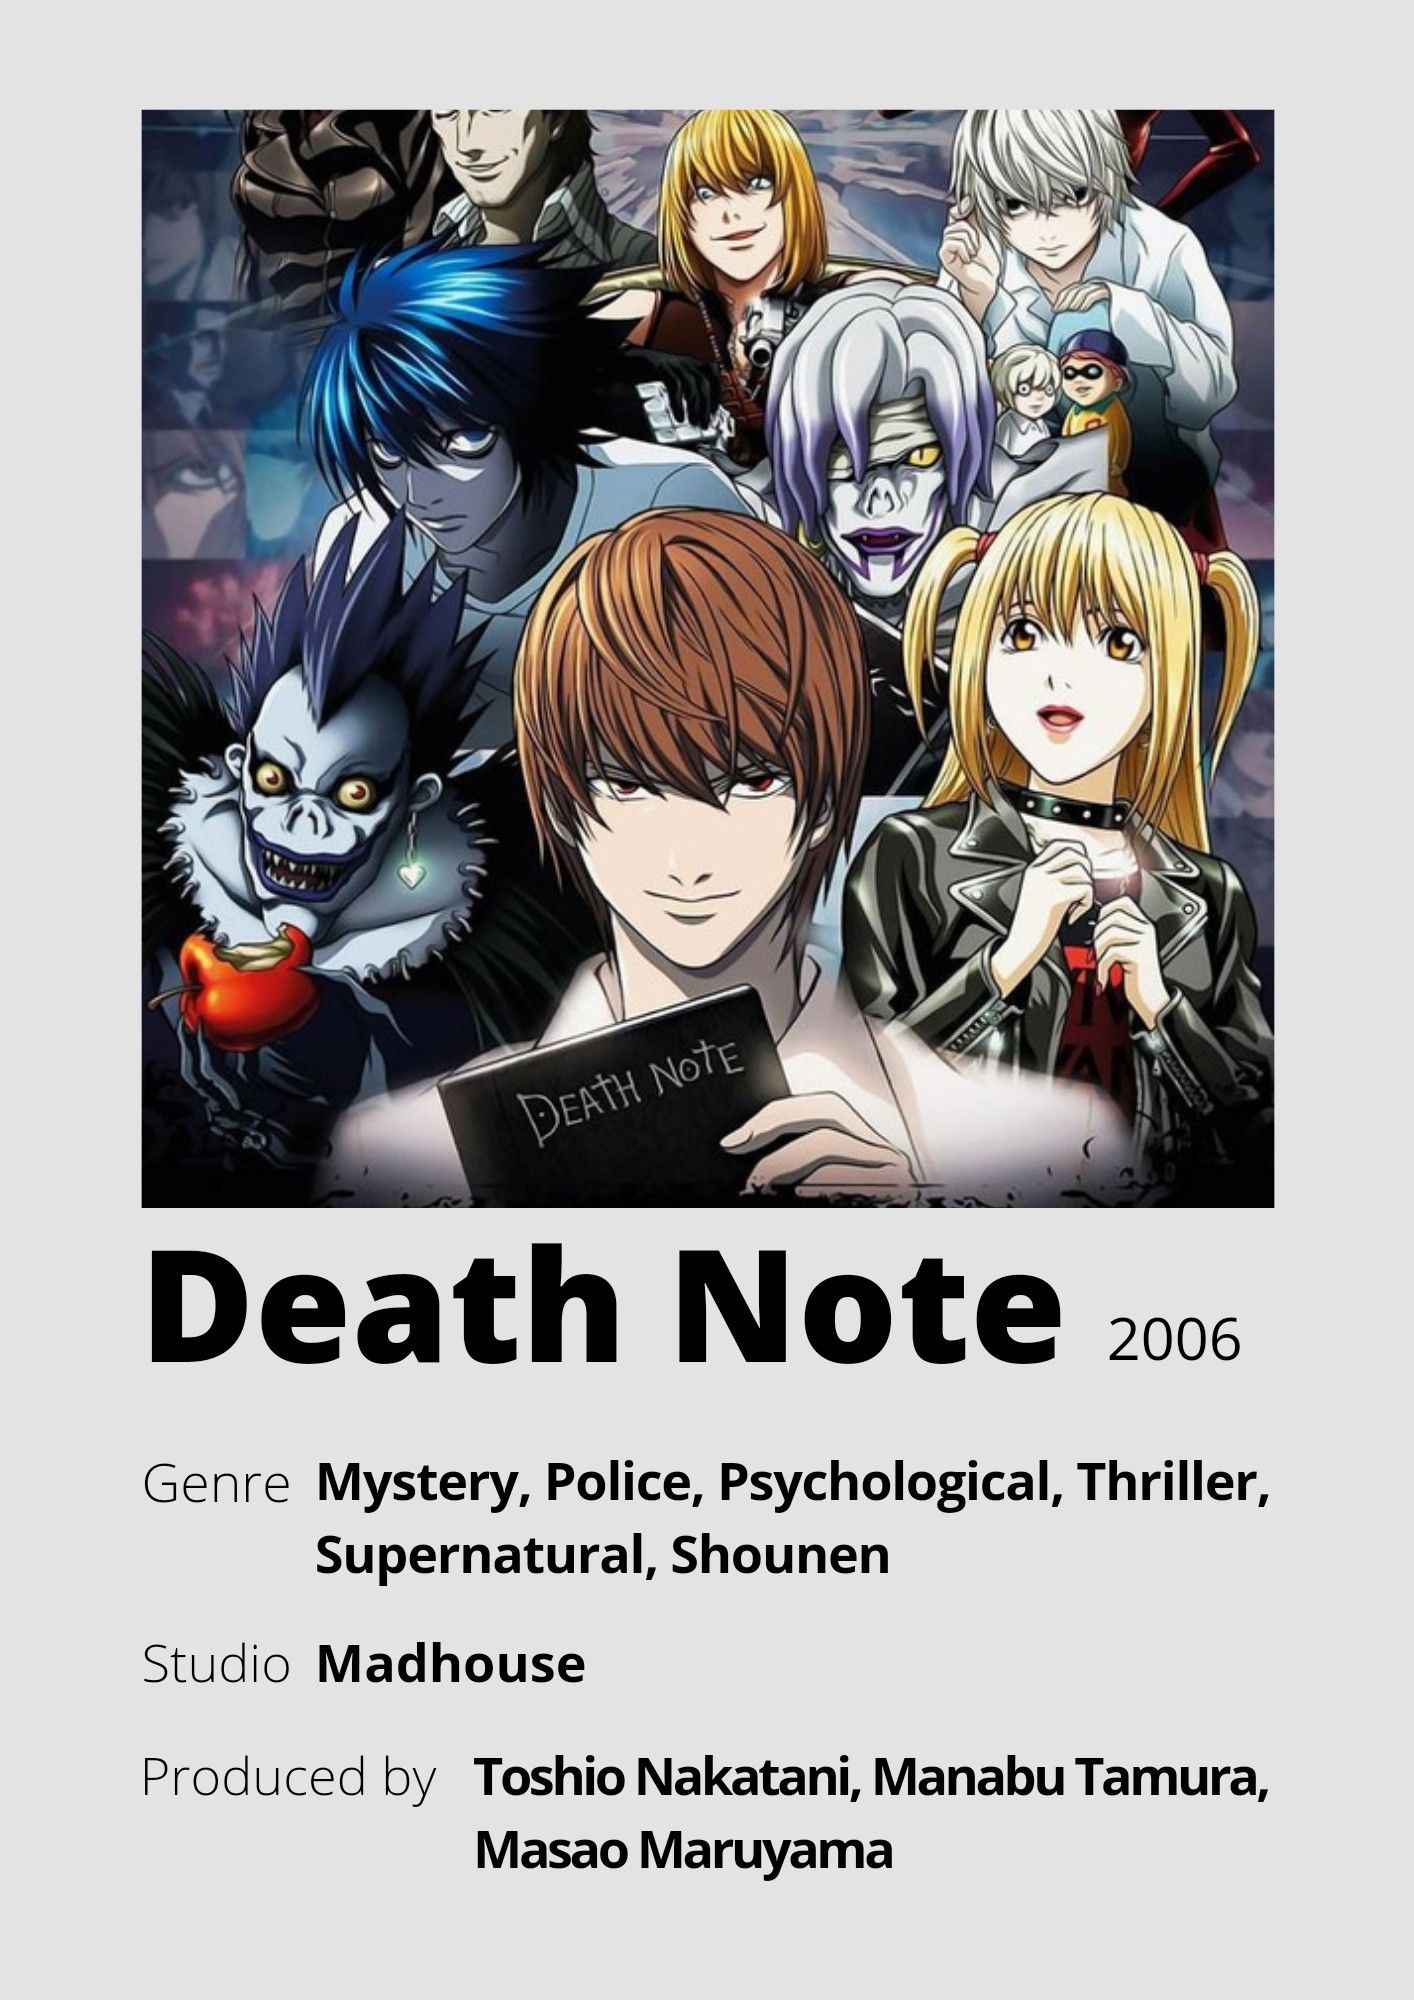 DEATH NOTE
Death Note 2006
Genre Mystery, Police, Psychological, Thriller,
Supernatural, Shounen
Studio Madhouse
Produced by Toshio Nakatani, Manabu Tamura,
Masao Maruyama